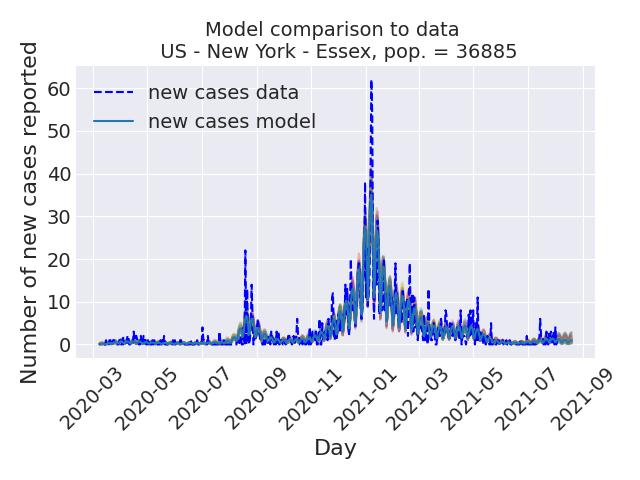 Model comparison to data
US - New York - Essex, pop. = 36885
Number of new cases reported
60
50
40
30
20
10
0
new cases data
new cases model
2020-03
2020-05
2020-07
2020-09
2020-11
2021-01
2021-03
2021-05
2021-07
2021-09
Day